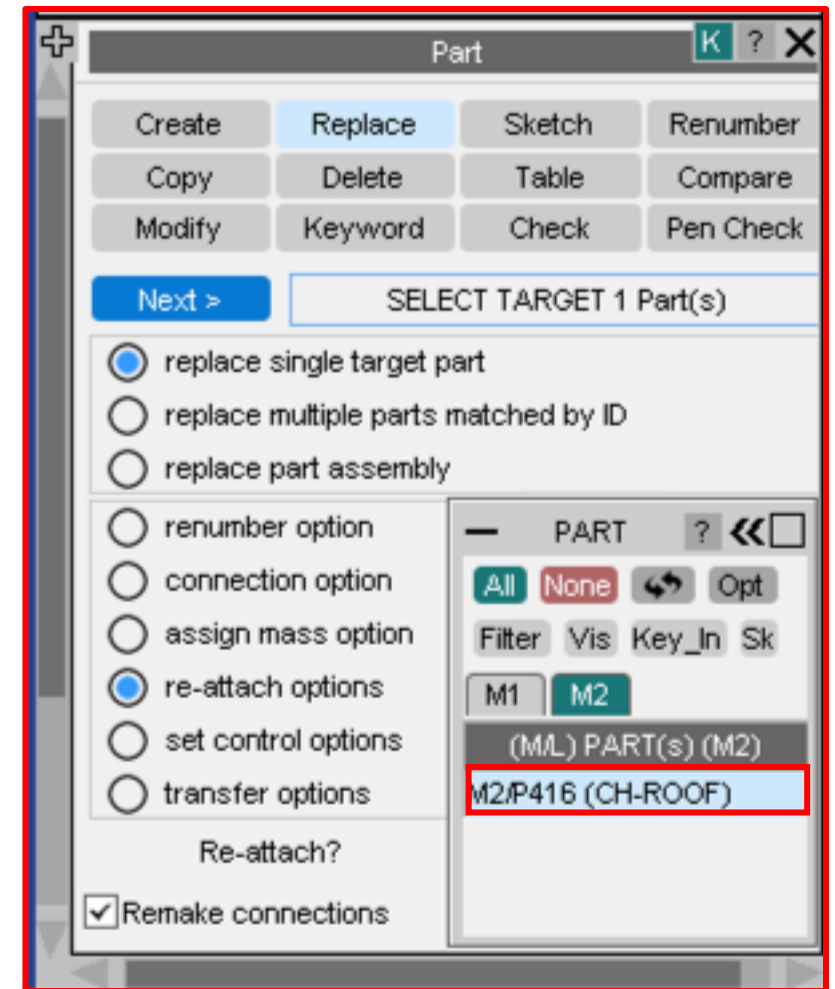 Part K ? X
Create Replace Sketch Renumber
Copy Delete Table Compare
Modify Keyword Check Pen Check
Next > SELECT TARGET 1 Part(s)
replace single target part
replace multiple parts matched by ID
replace part assembly
renumber option
connection option
assign mass option
re-attach options
set control options
transfer options
Re-attach?
Remake connections
PART ?
All None Opt
Filter Vis Key_In Sk
M1 M2
(M/L) PART(s) (M2)
M2/P416 (CH-ROOF)